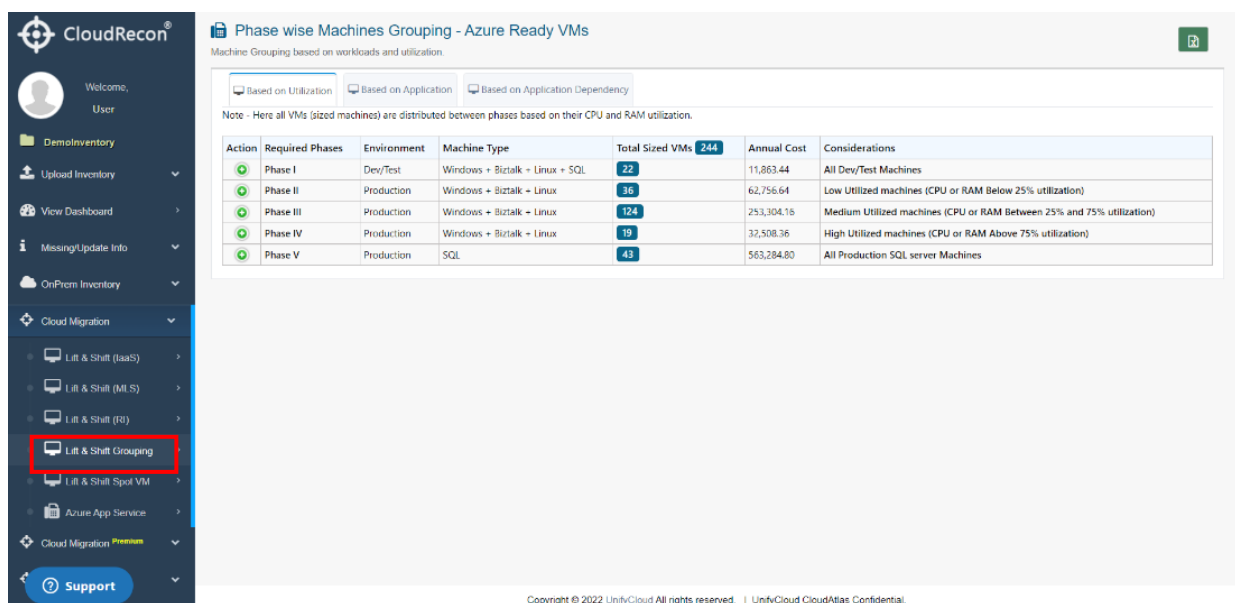 CloudRecon®
Welcome,
User
DemoInventory
Upload Inventory
View Dashboard
Missing/Update Info
OnPrem Inventory
Cloud Migration
Lift & Shift (IaaS)
Lift & Shift (MLS)
Lift & Shift (RI)
Lift & Shift Grouping
Lift & Shift Spot VM
Azure App Service
Cloud Migration Premium
Support
Phase wise Machines Grouping - Azure Ready VMs
Machine Grouping based on workloads and utilization.
Based on Utilization Based on Application Based on Application Dependency
Note - Here all VMs (sized machines) are distributed between phases based on their CPU and RAM utilization.
Action Required Phases Environment Machine Type Total Sized VMs 244 Annual Cost Considerations
Phase I Dev/Test Windows + Biztalk + Linux + SQL 22 11,863.44 All Dev/Test Machines
Phase II Production Windows + Biztalk + Linux 36 62,756.64 Low Utilized machines (CPU or RAM Below 25% utilization)
Phase III Production Windows + Biztalk + Linux 124 253,304.16 Medium Utilized machines (CPU or RAM Between 25% and 75% utilization)
Phase IV Production Windows + Biztalk + Linux 19 32,508.36 High Utilized machines (CPU or RAM Above 75% utilization)
Phase V Production SQL 43 563,284.80 All Production SQL server Machines
Copyright © 2022 UnifyCloud All rights reserved. | UnifyCloud CloudAtlas Confidential.